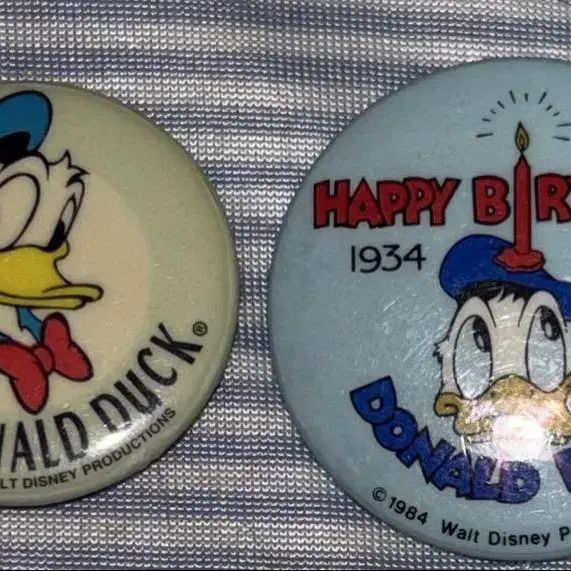 NALD DUCK®
LT DISNEY PRODUCTIONS
HAPPY BIR
1934
DONALD
©1984 Walt Disney P